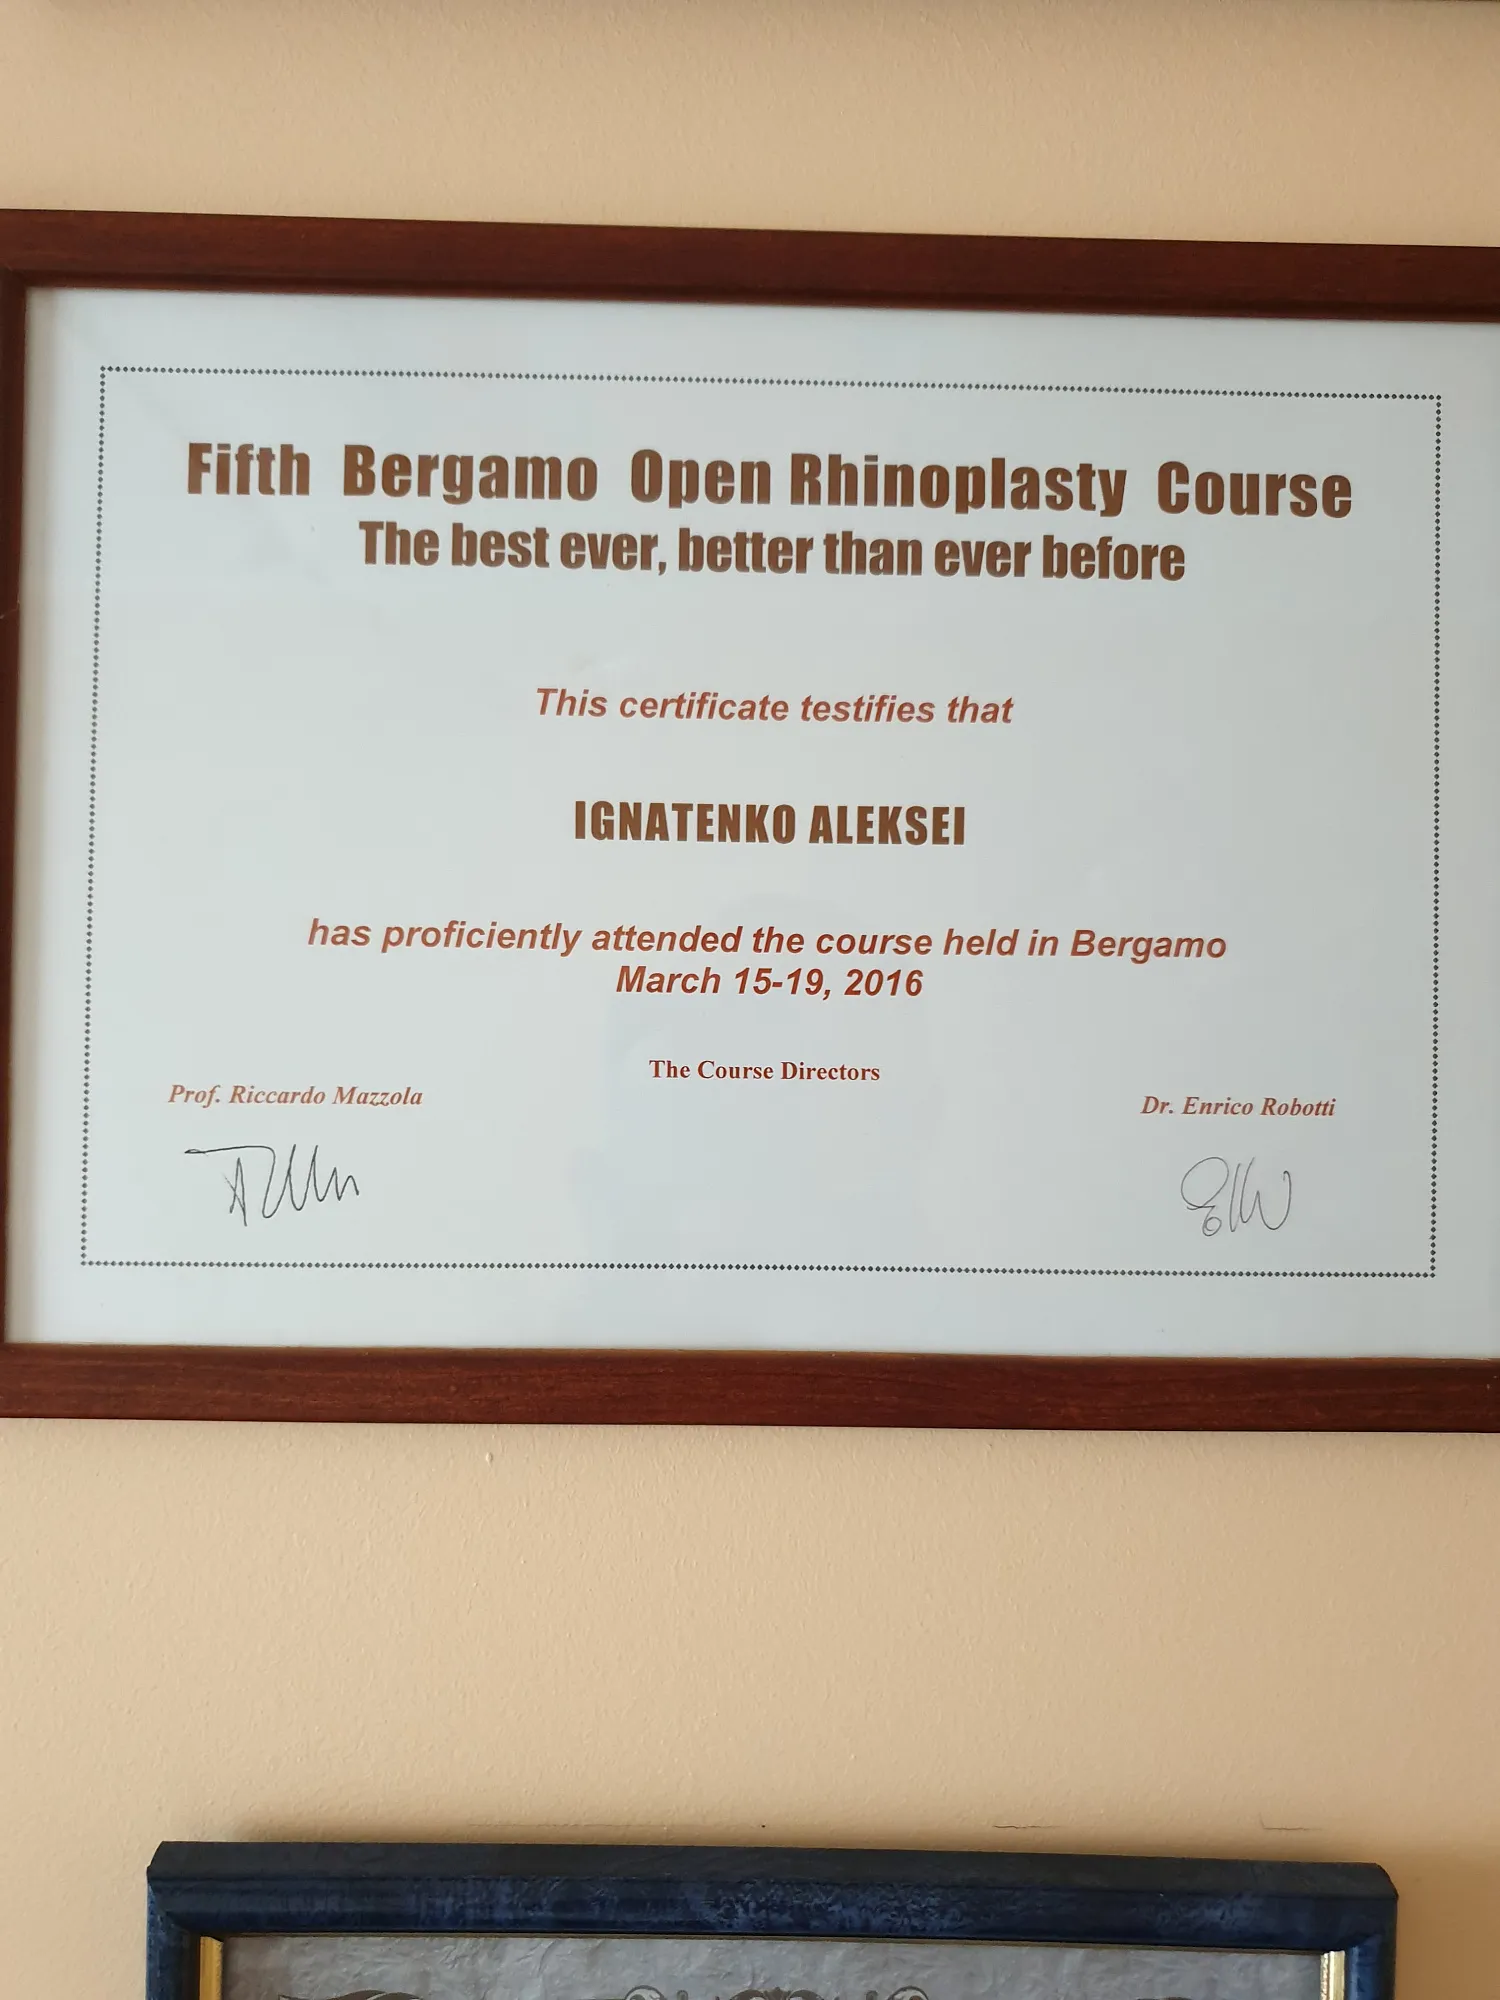 Fifth Bergamo Open Rhinoplasty Course
The best ever, better than ever before
This certificate testifies that
IGNATENKO ALEKSEI
has proficiently attended the course held in Bergamo
March 15-19, 2016
The Course Directors
Prof. Riccardo Mazzola
Dr. Enrico Robotti